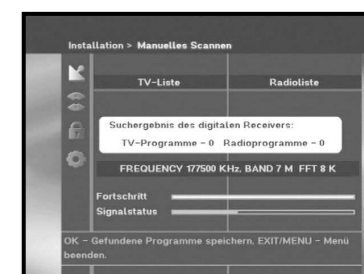 Installation > Manuelles Scannen
TV-Liste Radioliste
Suchergebnis des digitalen Receivers:
TV-Programme - 0 Radioprogramme - 0
FREQUENCY 177500 KHz, BAND 7 M FFT 8 K
Fortschritt
Signalstatus
OK - Gefundene Programme speichern, EXIT/MENU - Menü
beenden.